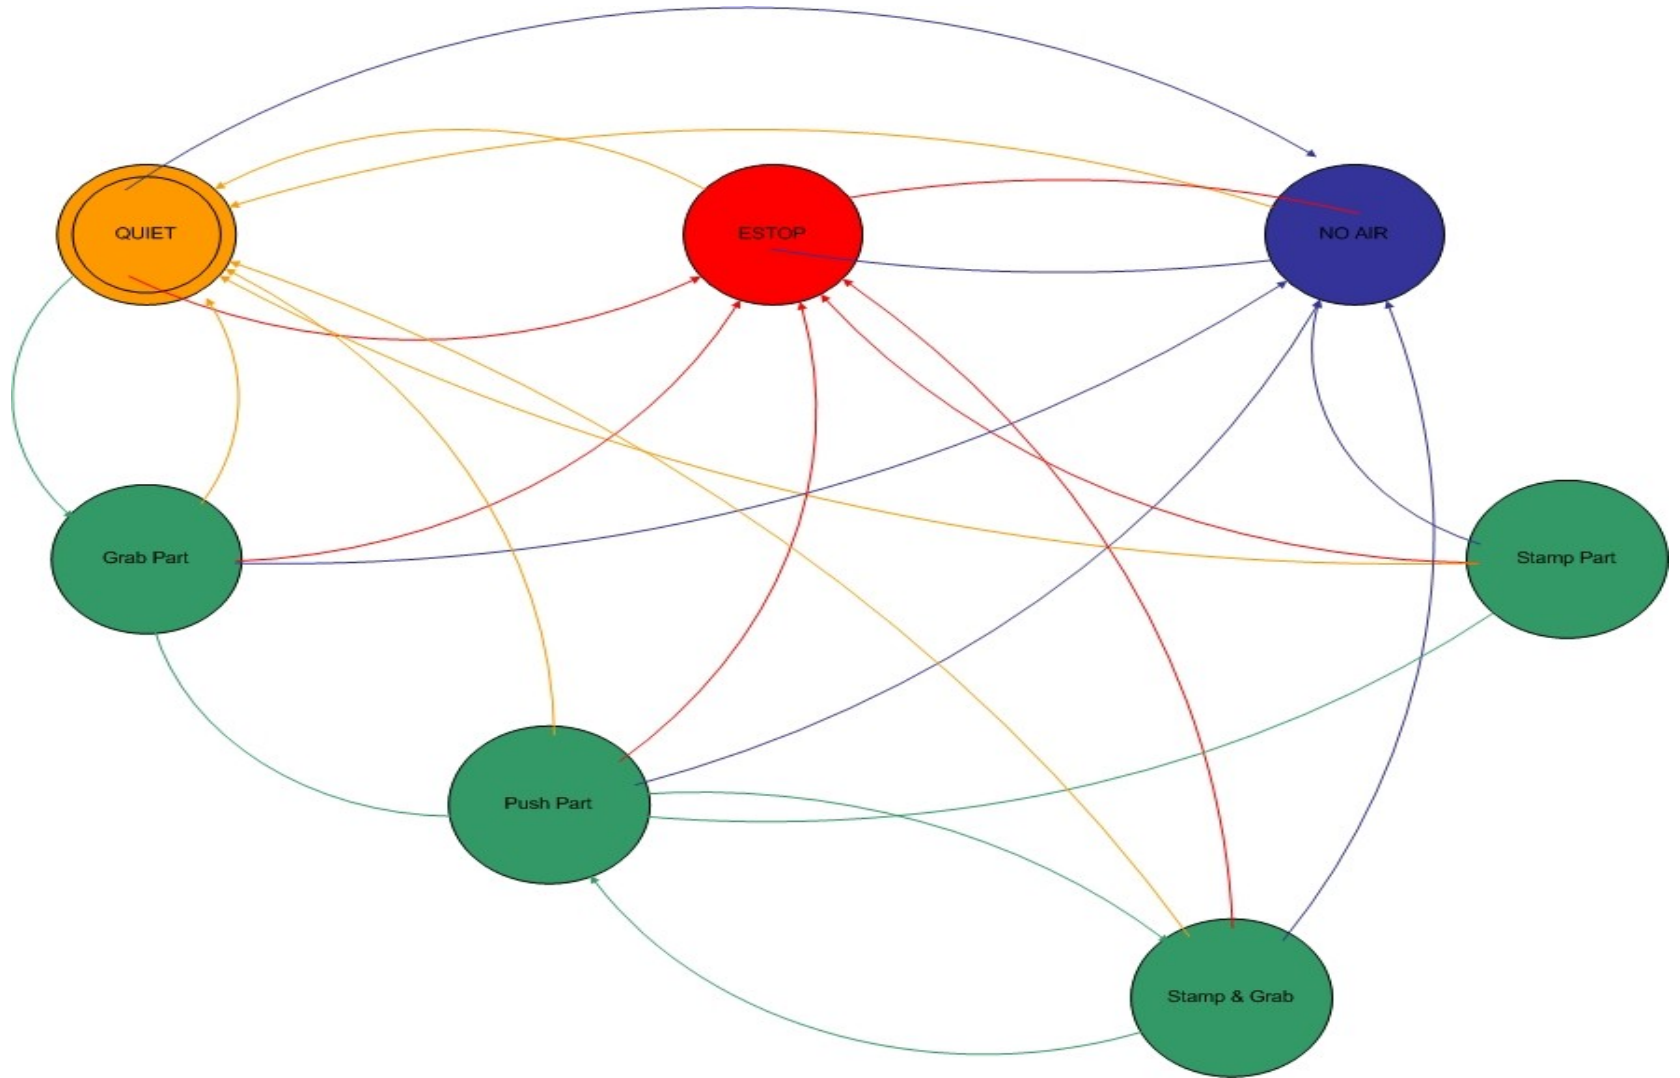 QUIET
ESTOP
NO AIR
Grab Part
Stamp Part
Push Part
Stamp & Grab